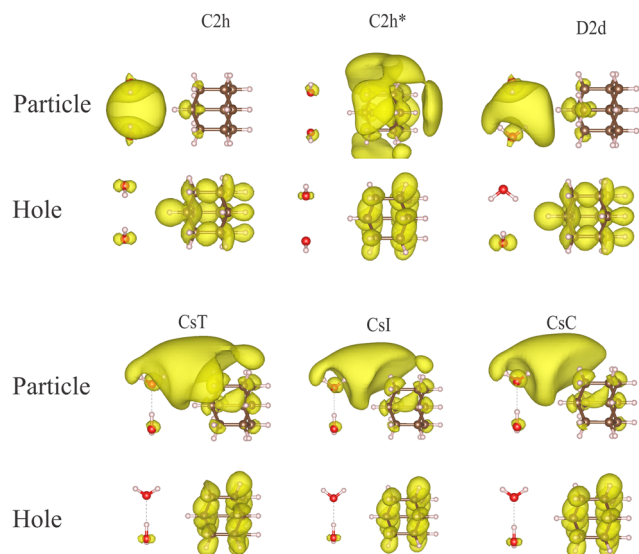 C2h C2h* D2d
Particle
Hole
CsT CsI CsC
Particle
Hole